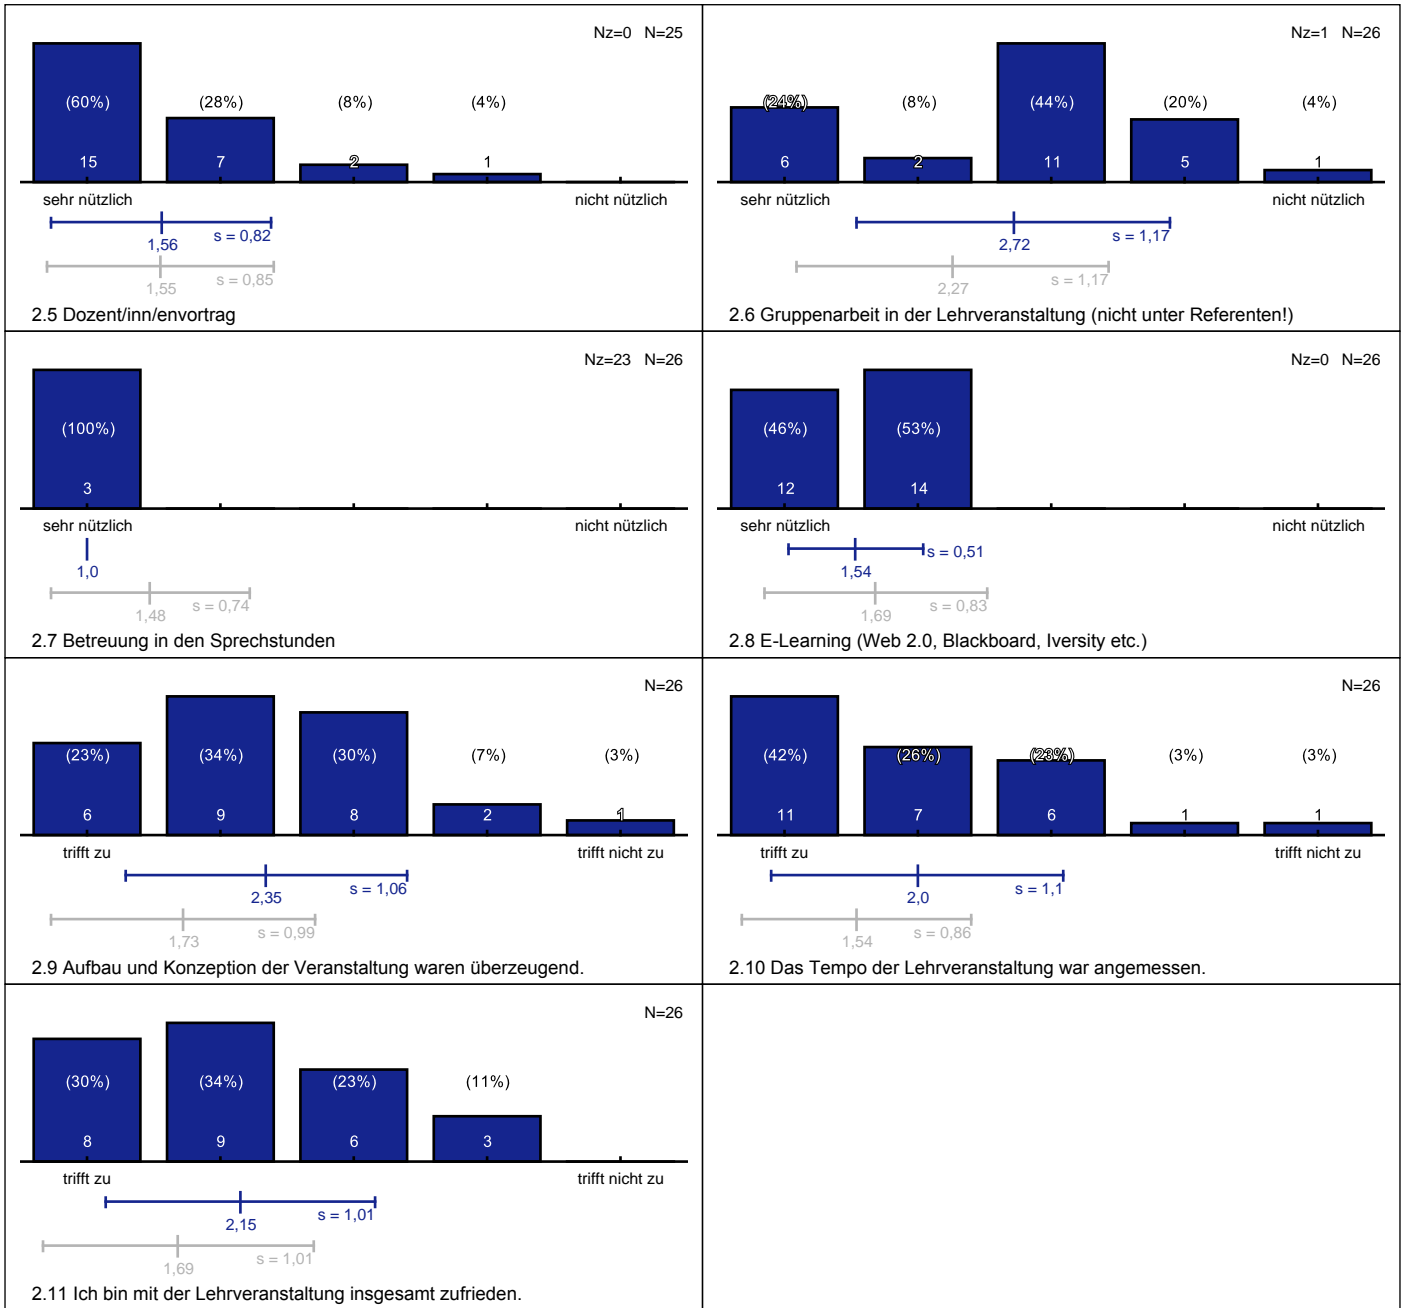 Nz=0 N=25
(60%) (28%) (8%) (4%)
15 7 2 1
sehr nützlich nicht nützlich
1,56 s = 0,82
1,55 s = 0,85
2.5 Dozent/inn/envortrag
Nz=1 N=26
(24%) (8%) (44%) (20%) (4%)
6 2 11 5 1
sehr nützlich nicht nützlich
2,72 s = 1,17
2,27 s = 1,17
2.6 Gruppenarbeit in der Lehrveranstaltung (nicht unter Referenten!)
Nz=23 N=26
(100%)
3
sehr nützlich nicht nützlich
1,0
1,48 s = 0,74
2.7 Betreuung in den Sprechstunden
Nz=0 N=26
(46%) (53%)
12 14
sehr nützlich nicht nützlich
1,54 s = 0,51
1,69 s = 0,83
2.8 E-Learning (Web 2.0, Blackboard, Iversity etc.)
N=26
(23%) (34%) (30%) (7%) (3%)
6 9 8 2 1
trifft zu trifft nicht zu
2,35 s = 1,06
1,73 s = 0,99
2.9 Aufbau und Konzeption der Veranstaltung waren überzeugend.
N=26
(42%) (26%) (23%) (3%) (3%)
11 7 6 1 1
trifft zu trifft nicht zu
2,0 s = 1,1
1,54 s = 0,86
2.10 Das Tempo der Lehrveranstaltung war angemessen.
N=26
(30%) (34%) (23%) (11%)
8 9 6 3
trifft zu trifft nicht zu
2,15 s = 1,01
1,69 s = 1,01
2.11 Ich bin mit der Lehrveranstaltung insgesamt zufrieden.